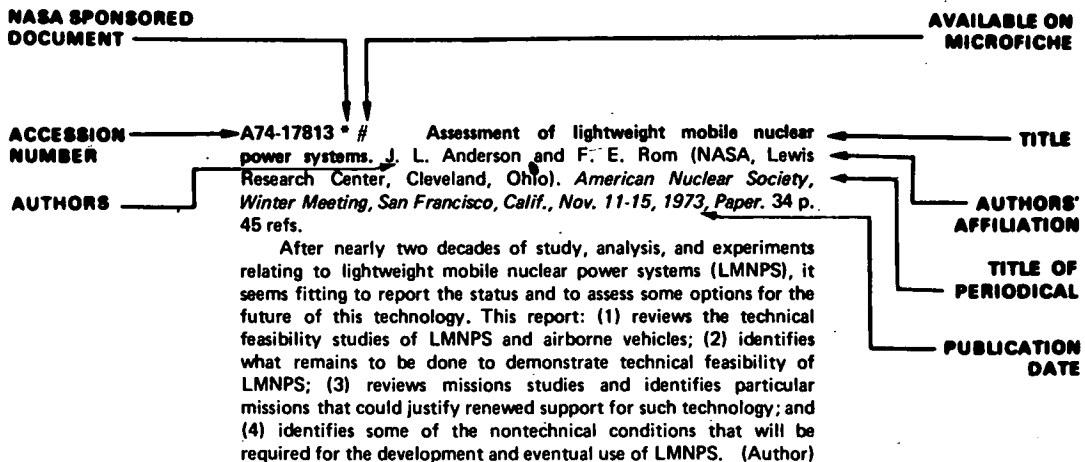 NASA SPONSORED
DOCUMENT
AVAILABLE ON
MICROFICHE
ACCESSION
NUMBER
AUTHORS
A74-17813 * # Assessment of lightweight mobile nuclear
power systems. J. L. Anderson and F. E. Rom (NASA, Lewis
Research Center, Cleveland, Ohio). American Nuclear Society,
Winter Meeting, San Francisco, Calif., Nov. 11-15, 1973, Paper. 34 p.
45 refs.
After nearly two decades of study, analysis, and experiments
relating to lightweight mobile nuclear power systems (LMNPS), it
seems fitting to report the status and to assess some options for the
future of this technology. This report: (1) reviews the technical
feasibility studies of LMNPS and airborne vehicles; (2) identifies
what remains to be done to demonstrate technical feasibility of
LMNPS; (3) reviews missions studies and identifies particular
missions that could justify renewed support for such technology; and
(4) identifies some of the nontechnical conditions that will be
required for the development and eventual use of LMNPS. (Author)
TITLE
AUTHORS'
AFFILIATION
TITLE OF
PERIODICAL
PUBLICATION
DATE